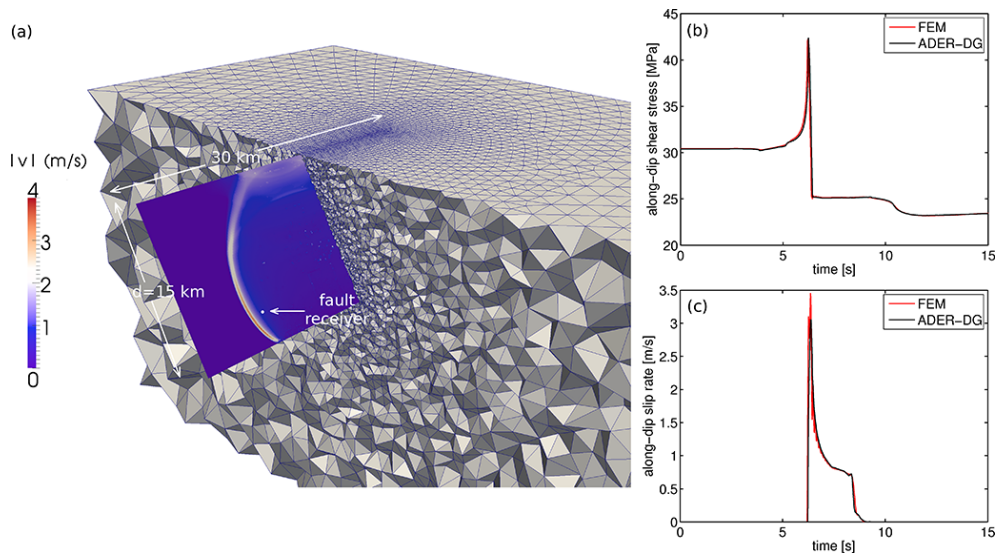 (a)
|v| (m/s)
4
3
2
1
0
30 km
d=15 km
fault
receiver
(b)
FEM
ADER-DG
along-dip shear stress [MPa]
45
40
35
30
25
20
0
5
10
15
time [s]
(c)
FEM
ADER-DG
along-dip slip rate [m/s]
3.5
3
2.5
2
1.5
1
0.5
0
0
5
10
15
time [s]